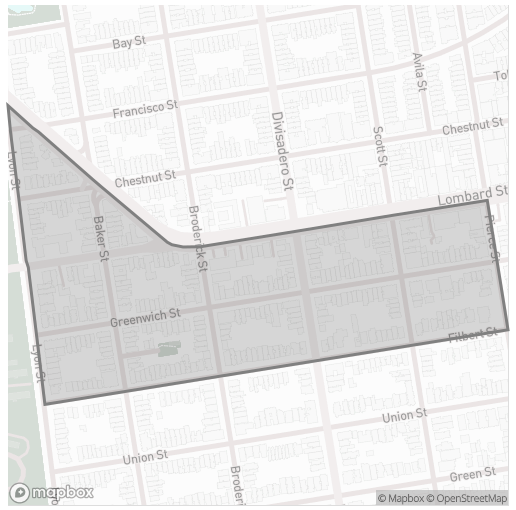 Bay St
Avila St
Francisco St
Divisadero St
Scott St
Chestnut St
Lyon St
Chestnut St
Lombard St
Baker St
Broderick St
Pierce St
Greenwich St
Filbert St
Lyon St
Union St
Union St
Green St
Broderi
mapbox
© Mapbox © OpenStreetMap